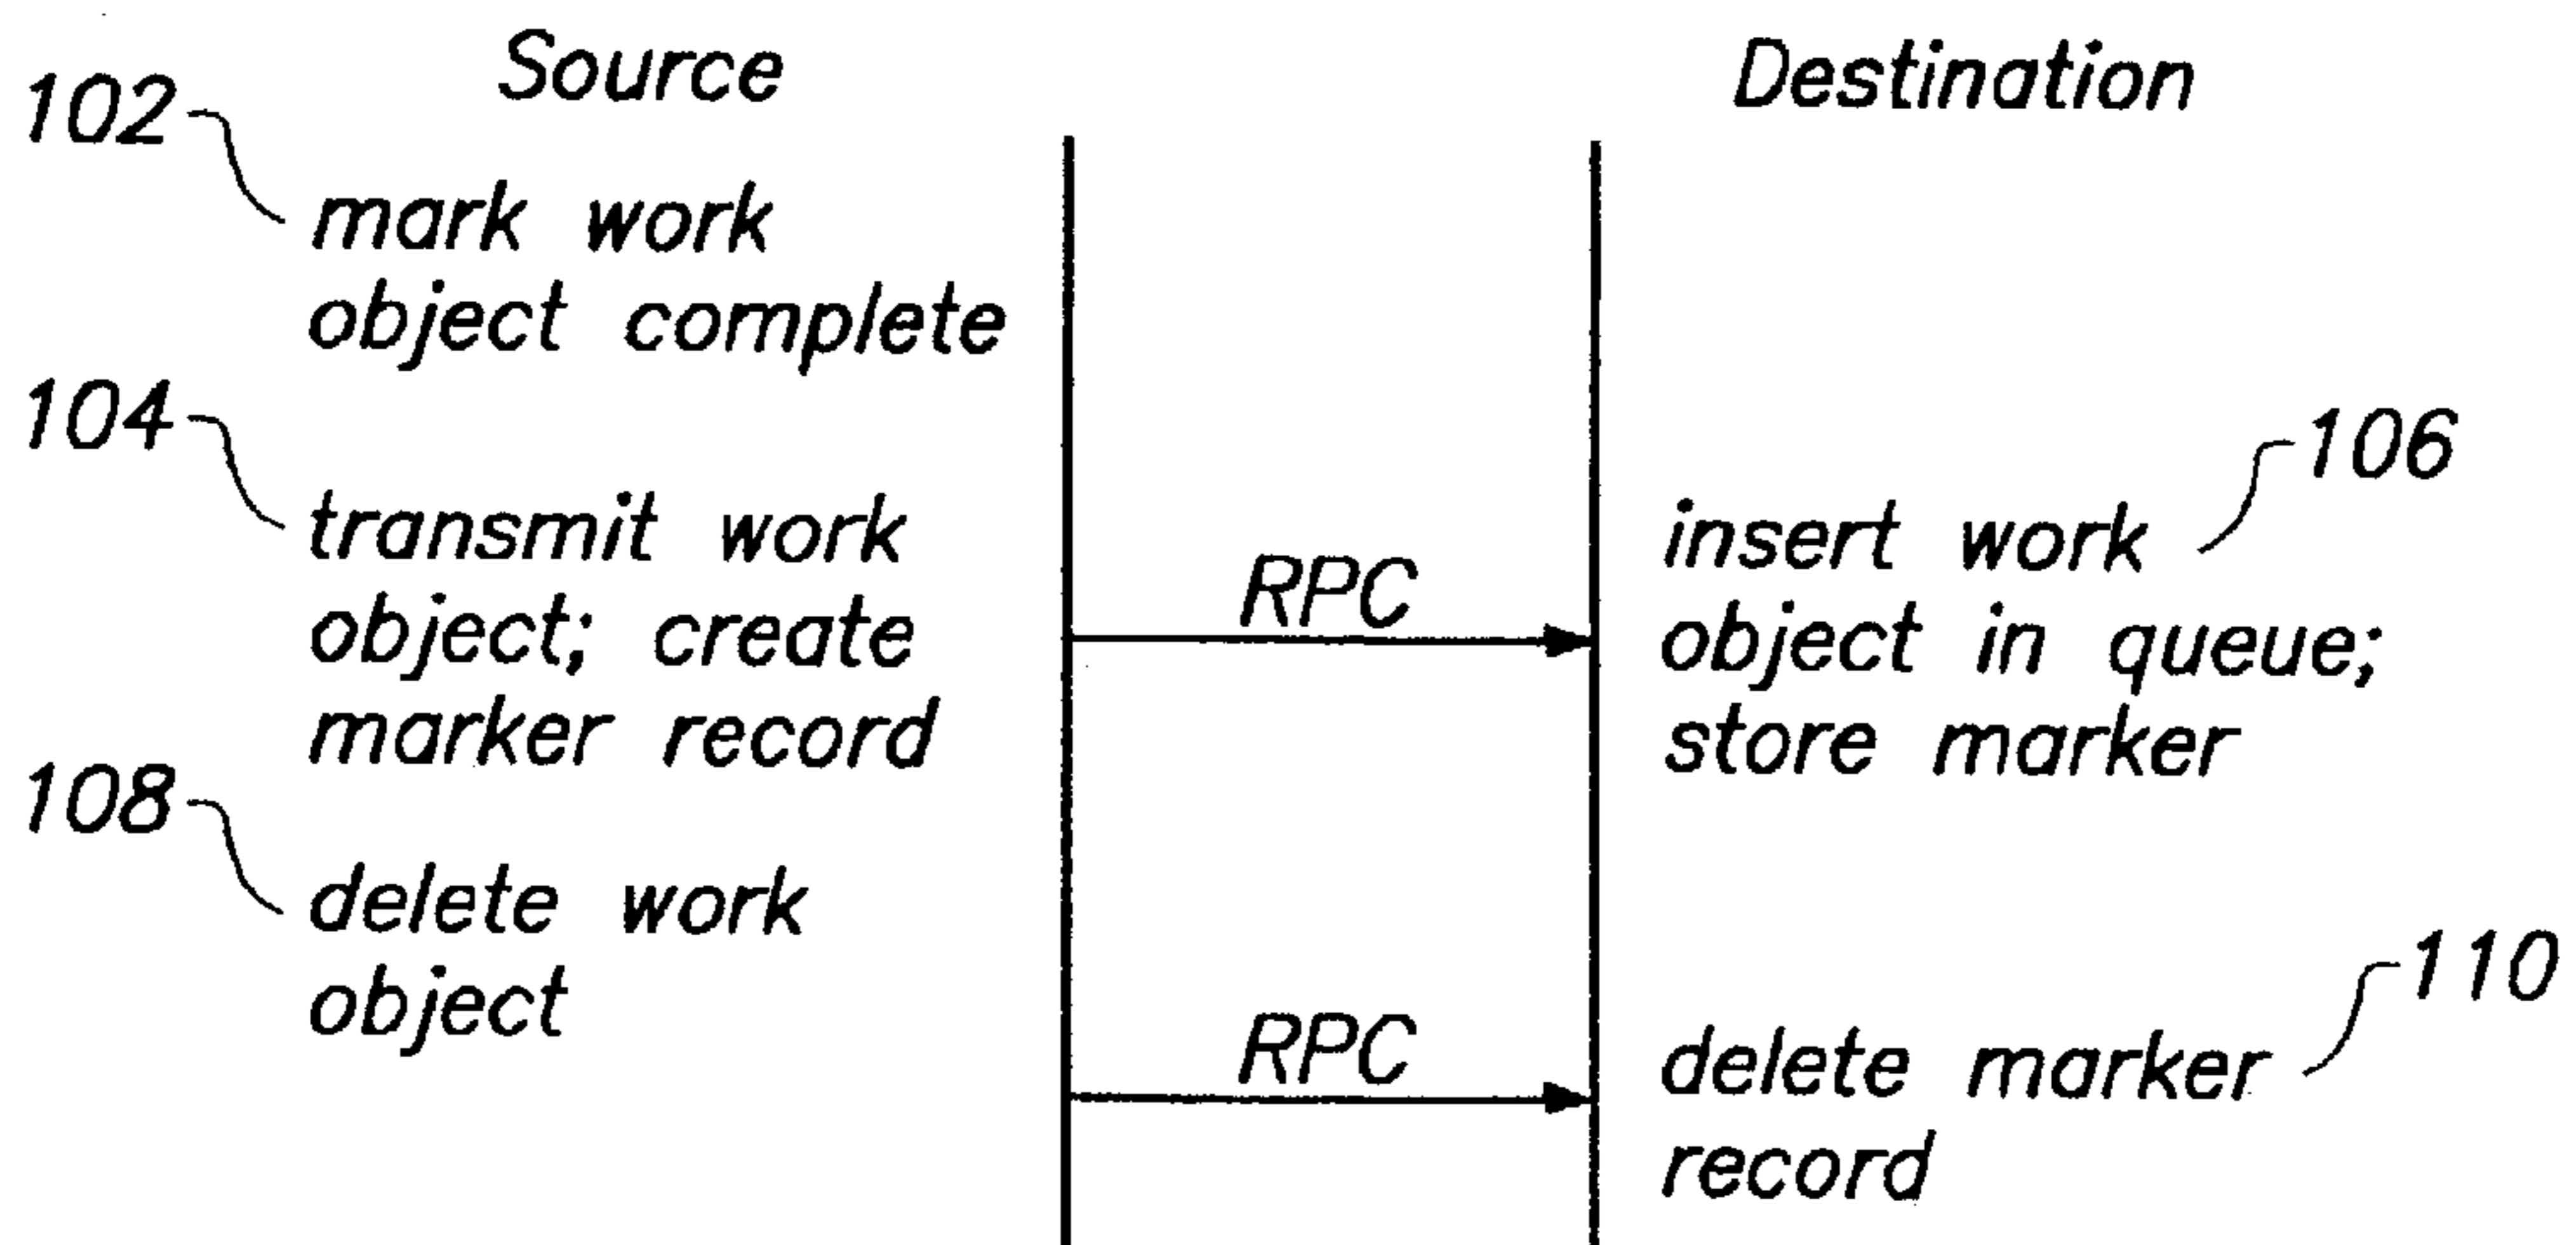 Source
Destination
102
mark work
object complete
104
transmit work
object; create
marker record
RPC
106
insert work
object in queue;
store marker
108
delete work
object
RPC
110
delete marker
record